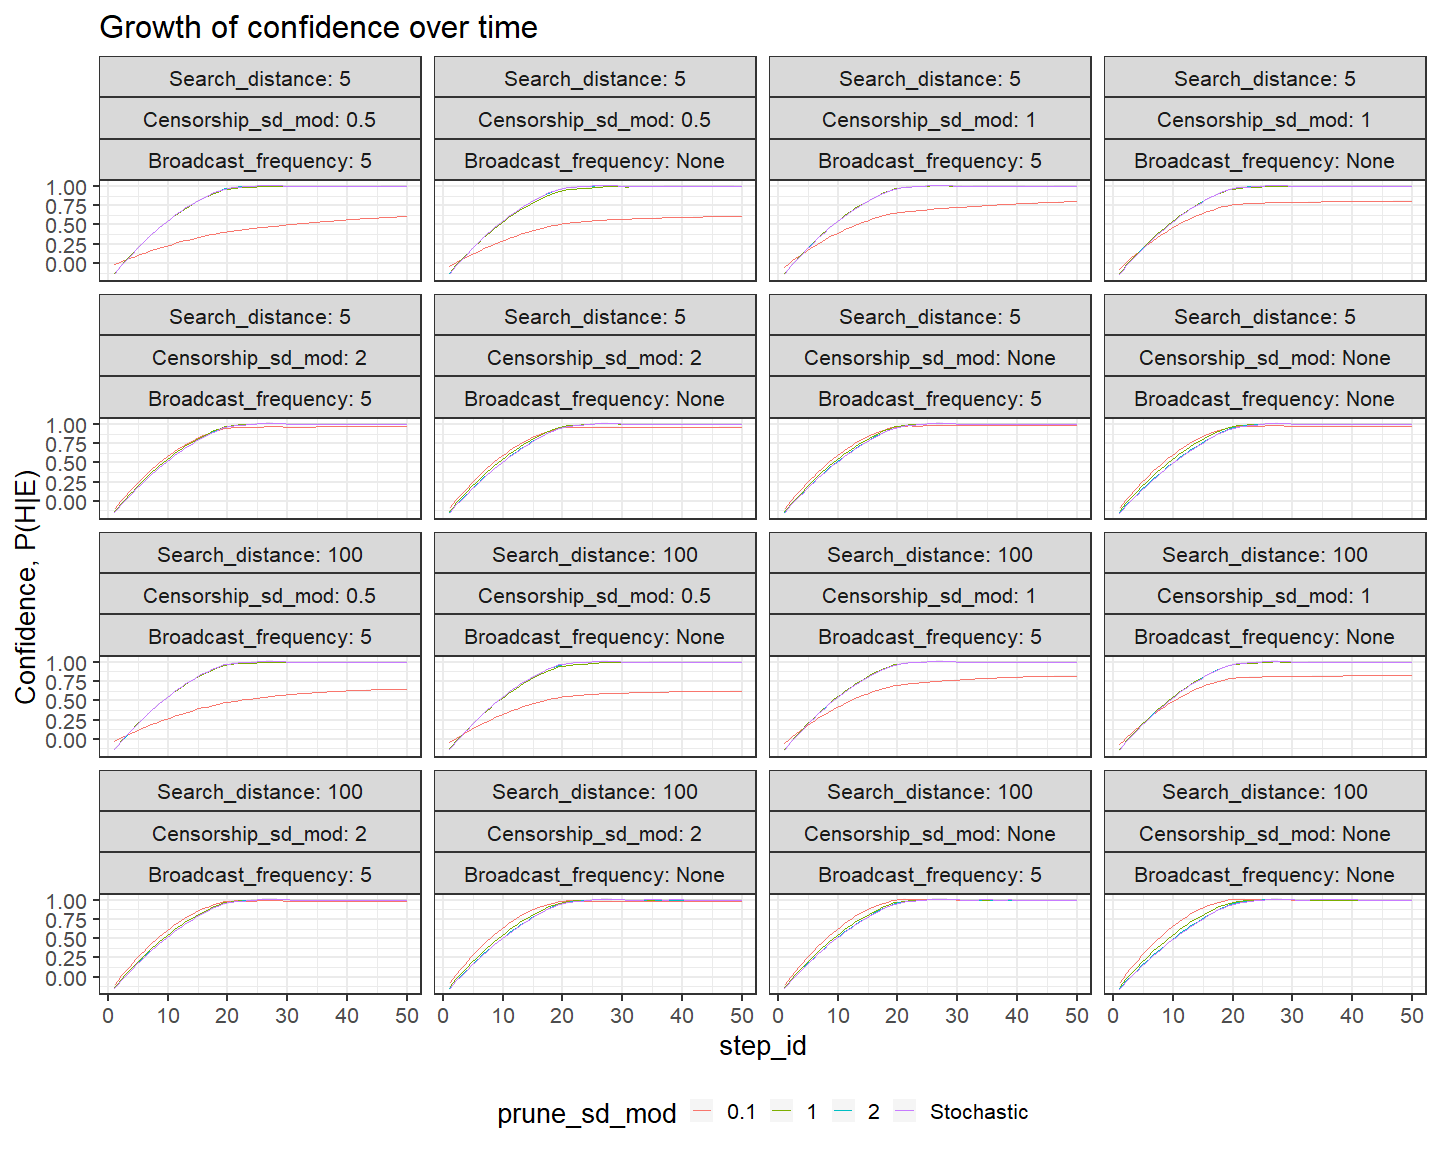 Growth of confidence over time
Search_distance: 5 Search_distance: 5 Search_distance: 5 Search_distance: 5
Censorship_sd_mod: 0.5 Censorship_sd_mod: 0.5 Censorship_sd_mod: 1 Censorship_sd_mod: 1
Broadcast_frequency: 5 Broadcast_frequency: None Broadcast_frequency: 5 Broadcast_frequency: None
1.00
0.75
0.50
0.25
0.00
Search_distance: 5 Search_distance: 5 Search_distance: 5 Search_distance: 5
Censorship_sd_mod: 2 Censorship_sd_mod: 2 Censorship_sd_mod: None Censorship_sd_mod: None
Broadcast_frequency: 5 Broadcast_frequency: None Broadcast_frequency: 5 Broadcast_frequency: None
1.00
0.75
0.50
0.25
0.00
Confidence, P(H|E)
Search_distance: 100 Search_distance: 100 Search_distance: 100 Search_distance: 100
Censorship_sd_mod: 0.5 Censorship_sd_mod: 0.5 Censorship_sd_mod: 1 Censorship_sd_mod: 1
Broadcast_frequency: 5 Broadcast_frequency: None Broadcast_frequency: 5 Broadcast_frequency: None
1.00
0.75
0.50
0.25
0.00
Search_distance: 100 Search_distance: 100 Search_distance: 100 Search_distance: 100
Censorship_sd_mod: 2 Censorship_sd_mod: 2 Censorship_sd_mod: None Censorship_sd_mod: None
Broadcast_frequency: 5 Broadcast_frequency: None Broadcast_frequency: 5 Broadcast_frequency: None
1.00
0.75
0.50
0.25
0.00
0 10 20 30 40 50 0 10 20 30 40 50 0 10 20 30 40 50 0 10 20 30 40 50
step_id
prune_sd_mod 0.1 1 2 Stochastic